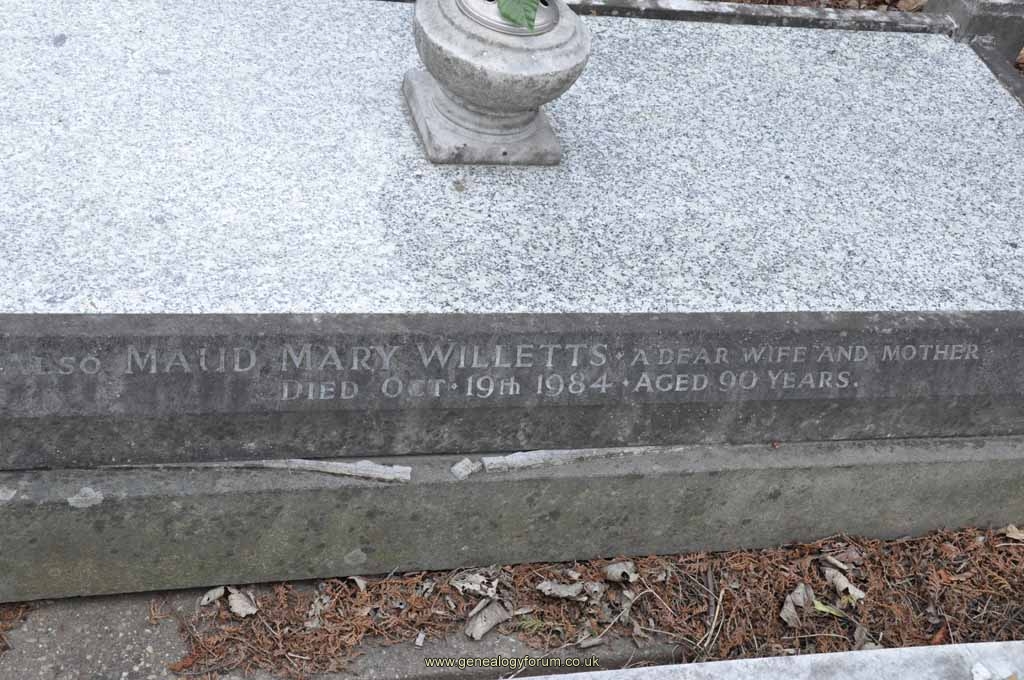 ALSO MAUD MARY WILLETTS · A DEAR WIFE AND MOTHER
DIED OCT · 19th 1984 · AGED 90 YEARS.
www.genealogyforum.co.uk